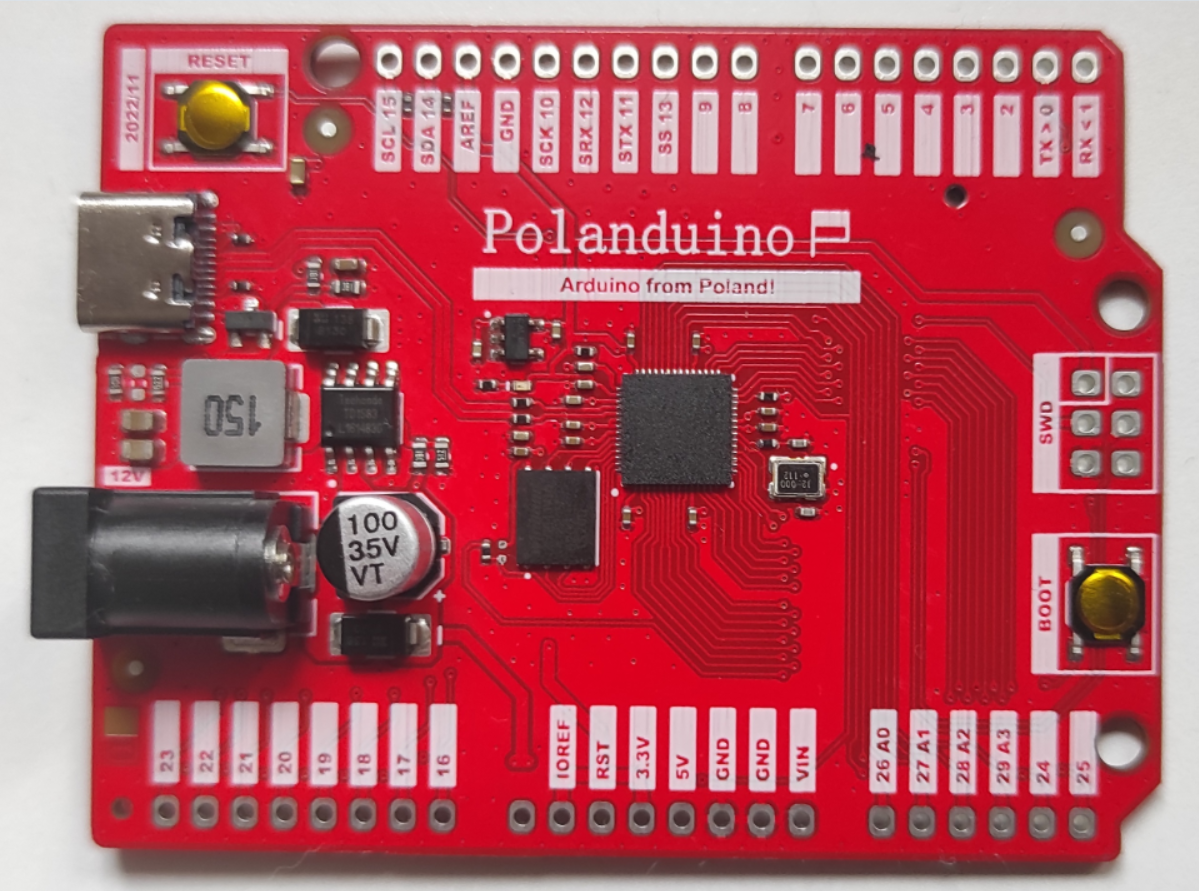 RESET
2022/11
SCL 15
SDA 14
AREF
GND
SCK 10
SRX 12
STX 11
SS 13
9
8
7
6
5
4
3
2
TX > 0
RX < 1
Polanduino
Arduino from Poland!
150
TD1583
12V
100
35V
VT
+
SWD
BOOT
23
22
21
20
19
18
17
16
IOREF
RST
3.3V
5V
GND
GND
VIN
26 A0
27 A1
28 A2
29 A3
24
25